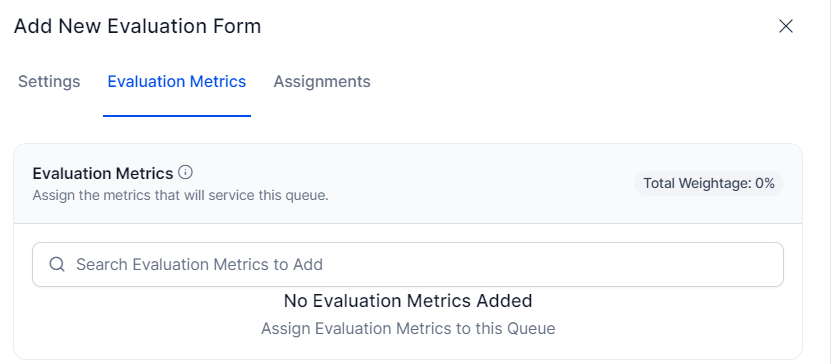 Add New Evaluation Form
Settings Evaluation Metrics Assignments
Evaluation Metrics
Assign the metrics that will service this queue.
Total Weightage: 0%
Search Evaluation Metrics to Add
No Evaluation Metrics Added
Assign Evaluation Metrics to this Queue